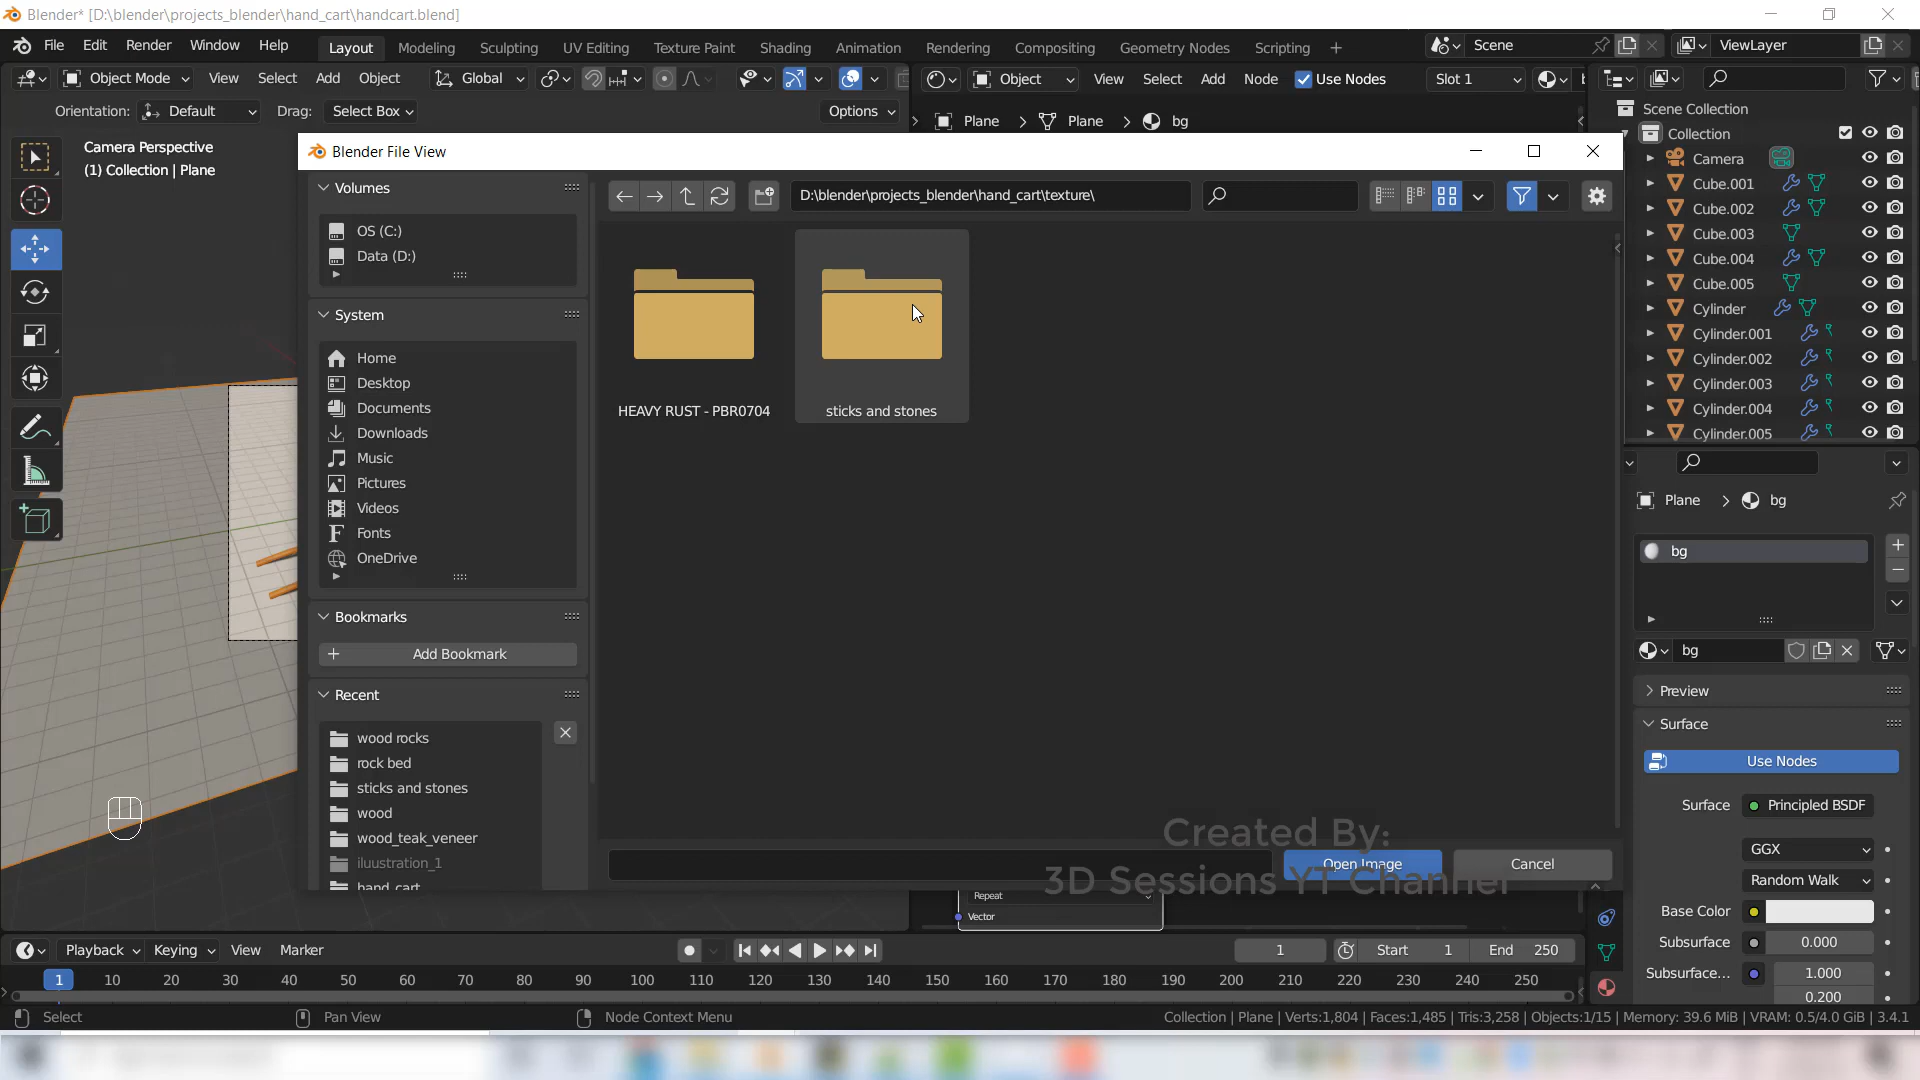 Blender* [D:\blender\projects_blender\hand_cart\handcart.blend]
File Edit Render Window Help Layout Modeling Sculpting UV Editing Texture Paint Shading Animation Rendering Compositing Geometry Nodes Scripting + Scene ViewLayer
Object Mode View Select Add Object Global Object View Select Add Node Use Nodes Slot 1
Orientation: Default Drag: Select Box Options Plane Plane bg
Camera Perspective
(1) Collection | Plane
Blender File View
Volumes
OS (C:)
Data (D:)
System
Home
Desktop
Documents
Downloads
Music
Pictures
Videos
Fonts
OneDrive
Bookmarks
Add Bookmark
Recent
wood rocks
rock bed
sticks and stones
wood
wood_teak_veneer
iluustration_1
hand_cart
D:\blender\projects_blender\hand_cart\texture\
HEAVY RUST - PBR0704
sticks and stones
Open Image
Cancel
Created By:
3D Sessions YT Channel
Repeat
Vector
Scene Collection
Collection
Camera
Cube.001
Cube.002
Cube.003
Cube.004
Cube.005
Cylinder
Cylinder.001
Cylinder.002
Cylinder.003
Cylinder.004
Cylinder.005
Plane bg
bg
bg
Preview
Surface
Use Nodes
Surface Principled BSDF
GGX
Random Walk
Base Color
Subsurface 0.000
Subsurface... 1.000
0.200
Playback Keying View Marker 1 Start 1 End 250
1 10 20 30 40 50 60 70 80 90 100 110 120 130 140 150 160 170 180 190 200 210 220 230 240 250
Select Pan View Node Context Menu Collection | Plane | Verts:1,804 | Faces:1,485 | Tris:3,258 | Objects:1/15 | Memory: 39.6 MiB | VRAM: 0.5/4.0 GiB | 3.4.1